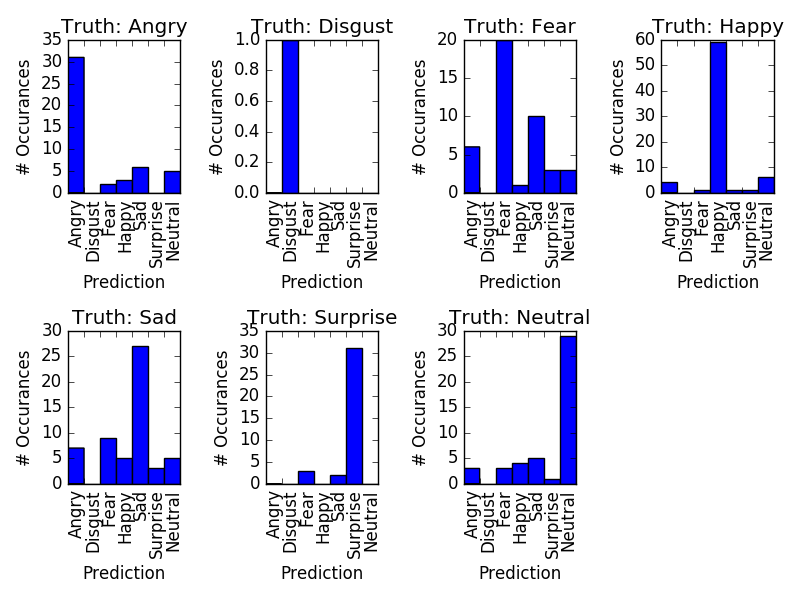 Truth: Angry
35
30
25
20
15
10
5
0
# Occurances
Angry
Disgust
Fear
Happy
Sad
Surprise
Neutral
Prediction
Truth: Disgust
1.0
0.8
0.6
0.4
0.2
0.0
# Occurances
Angry
Disgust
Fear
Happy
Sad
Surprise
Neutral
Prediction
Truth: Fear
20
15
10
5
0
# Occurances
Angry
Disgust
Fear
Happy
Sad
Surprise
Neutral
Prediction
Truth: Happy
60
50
40
30
20
10
0
# Occurances
Angry
Disgust
Fear
Happy
Sad
Surprise
Neutral
Prediction
Truth: Sad
30
25
20
15
10
5
0
# Occurances
Angry
Disgust
Fear
Happy
Sad
Surprise
Neutral
Prediction
Truth: Surprise
35
30
25
20
15
10
5
0
# Occurances
Angry
Disgust
Fear
Happy
Sad
Surprise
Neutral
Prediction
Truth: Neutral
30
25
20
15
10
5
0
# Occurances
Angry
Disgust
Fear
Happy
Sad
Surprise
Neutral
Prediction